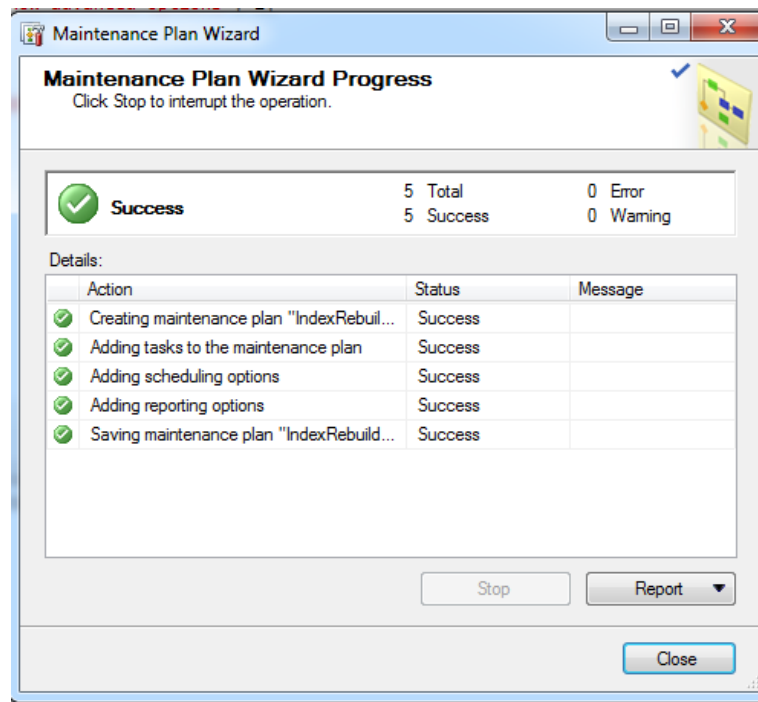 Maintenance Plan Wizard
Maintenance Plan Wizard Progress
Click Stop to interrupt the operation.
Success
5 Total
0 Error
5 Success
0 Warning
Details:
Action Status Message
Creating maintenance plan "IndexRebuil... Success
Adding tasks to the maintenance plan Success
Adding scheduling options Success
Adding reporting options Success
Saving maintenance plan "IndexRebuild... Success
Stop
Report
Close